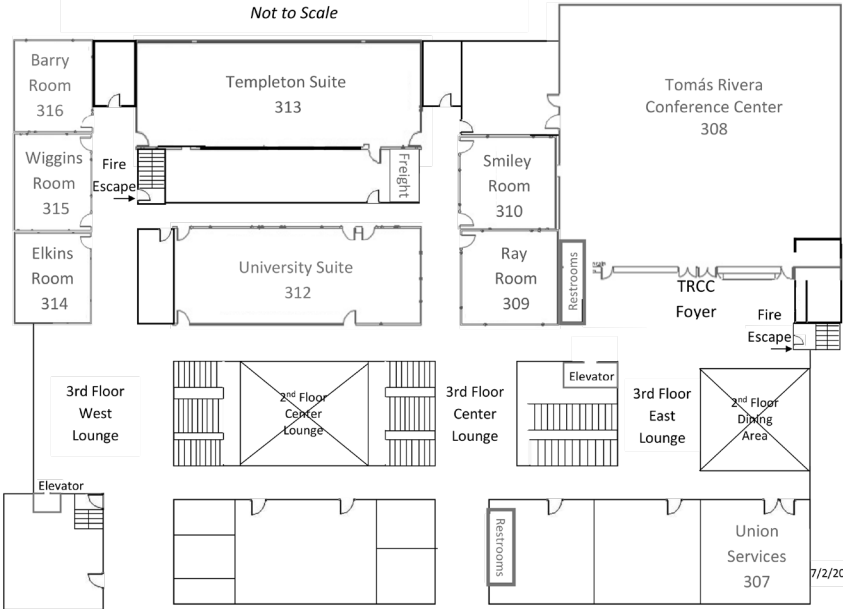 Not to Scale
Barry
Room
316
Templeton Suite
313
Tomás Rivera
Conference Center
308
Wiggins
Room
315
Fire
Escape
Freight
Smiley
Room
310
Elkins
Room
314
University Suite
312
Ray
Room
309
Restrooms
TRCC
Foyer
Fire
Escape
3rd Floor
West
Lounge
2nd Floor
Center
Lounge
3rd Floor
Center
Lounge
Elevator
3rd Floor
East
Lounge
2nd Floor
Dining
Area
Elevator
Restrooms
Union
Services
307
7/2/20